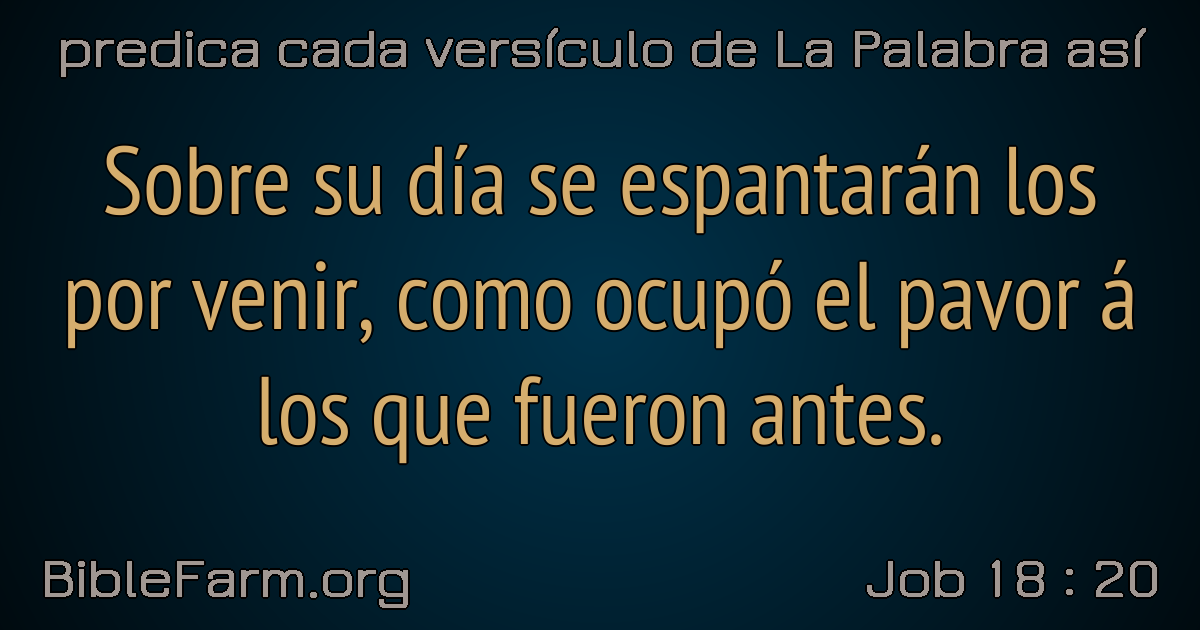 predica cada versículo de La Palabra así
Sobre su día se espantarán los
por venir, como ocupó el pavor á
los que fueron antes.
BibleFarm.org
Job 18 : 20